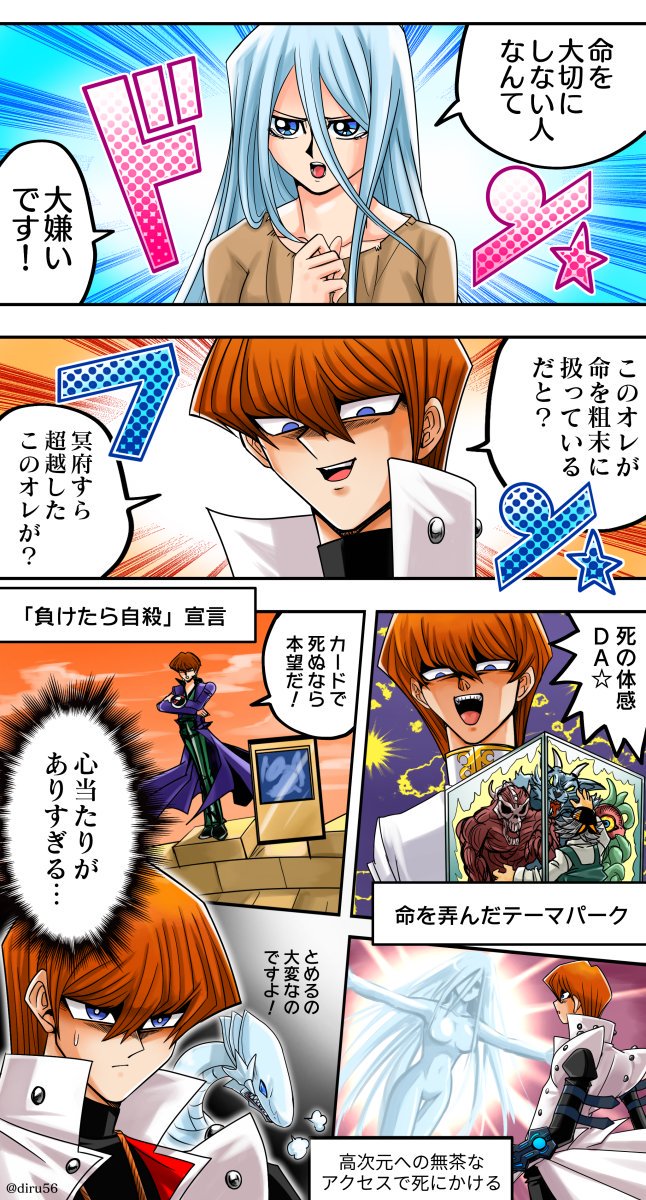 命を
大切に
しない人
なんて
ドン☆
大嫌い
です！
このオレが
命を粗末に
扱っている
だと？
フン☆
冥府すら
超越した
このオレが？
死の体感
DA☆
命を弄んだテーマパーク
「負けたら自殺」宣言
カードで
死ぬなら
本望だ！
心当たりが
ありすぎる…
高次元への無茶な
アクセスで死にかける
とめるの
大変なの
ですよ！
@diru56